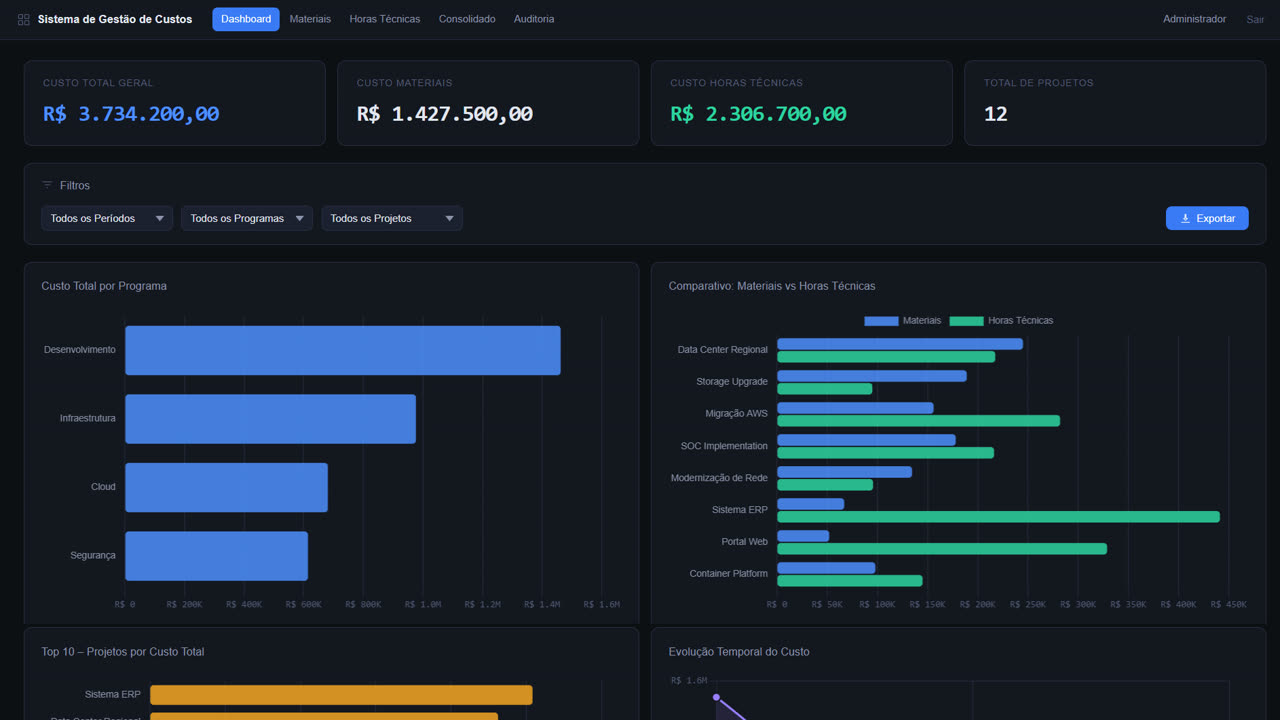 Sistema de Gestão de Custos Dashboard Materiais Horas Técnicas Consolidado Auditoria Administrador Sair
CUSTO TOTAL GERAL
R$ 3.734.200,00
CUSTO MATERIAIS
R$ 1.427.500,00
CUSTO HORAS TÉCNICAS
R$ 2.306.700,00
TOTAL DE PROJETOS
12
Filtros
Todos os Períodos Todos os Programas Todos os Projetos Exportar
Custo Total por Programa
Desenvolvimento
Infraestrutura
Cloud
Segurança
R$ 0 R$ 200K R$ 400K R$ 600K R$ 800K R$ 1.0M R$ 1.2M R$ 1.4M R$ 1.6M
Comparativo: Materiais vs Horas Técnicas
Materiais Horas Técnicas
Data Center Regional
Storage Upgrade
Migração AWS
SOC Implementation
Modernização de Rede
Sistema ERP
Portal Web
Container Platform
R$ 0 R$ 50K R$ 100K R$ 150K R$ 200K R$ 250K R$ 300K R$ 350K R$ 400K R$ 450K
Top 10 – Projetos por Custo Total
Sistema ERP
Data Center Regional
Evolução Temporal do Custo
R$ 1.6M